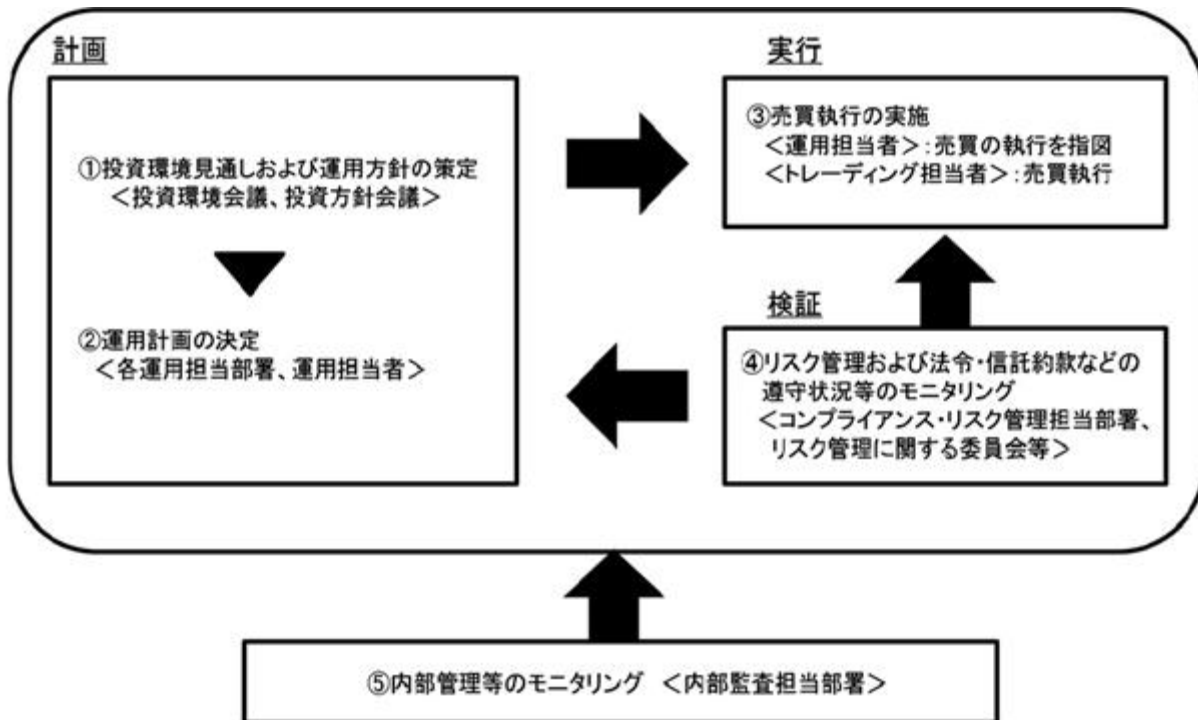 計画
①投資環境見通しおよび運用方針の策定
＜投資環境会議、投資方針会議＞
②運用計画の決定
＜各運用担当部署、運用担当者＞
実行
③売買執行の実施
＜運用担当者＞：売買の執行を指図
＜トレーディング担当者＞：売買執行
検証
④リスク管理および法令・信託約款などの
遵守状況等のモニタリング
＜コンプライアンス・リスク管理担当部署、
リスク管理に関する委員会等＞
⑤内部管理等のモニタリング ＜内部監査担当部署＞